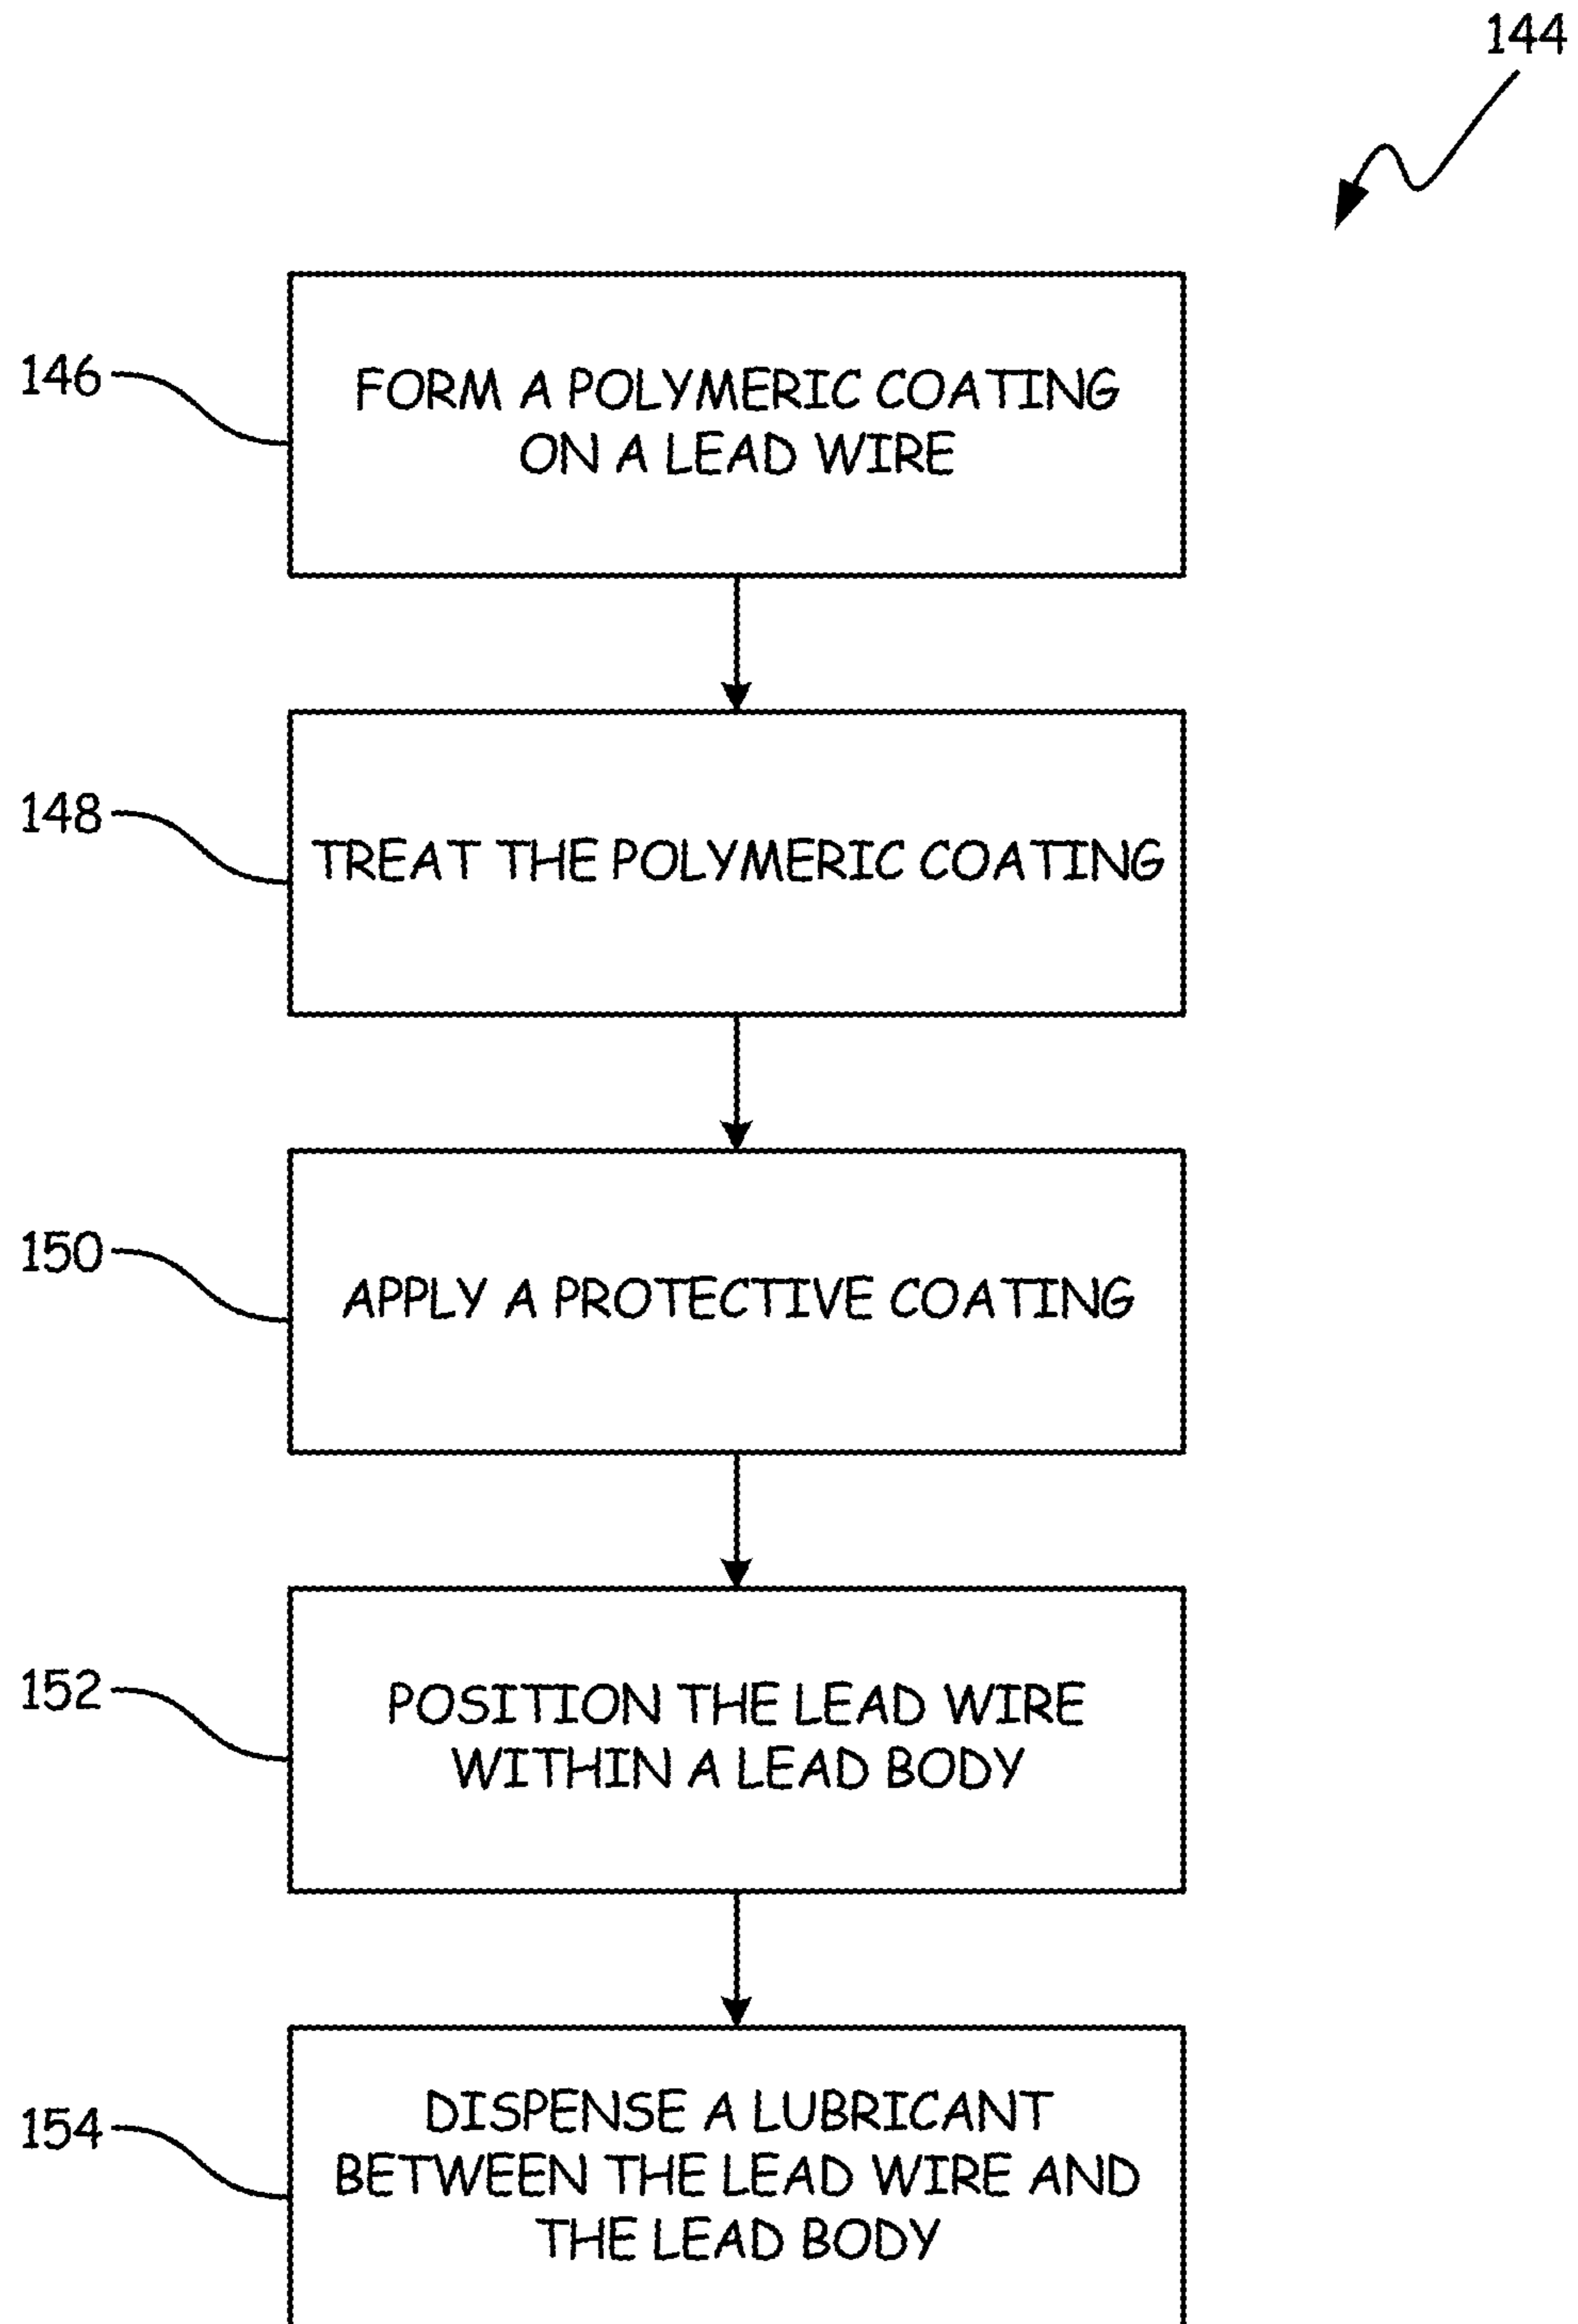 144
146
FORM A POLYMERIC COATING
ON A LEAD WIRE
148
TREAT THE POLYMERIC COATING
150
APPLY A PROTECTIVE COATING
152
POSITION THE LEAD WIRE
WITHIN A LEAD BODY
154
DISPENSE A LUBRICANT
BETWEEN THE LEAD WIRE AND
THE LEAD BODY